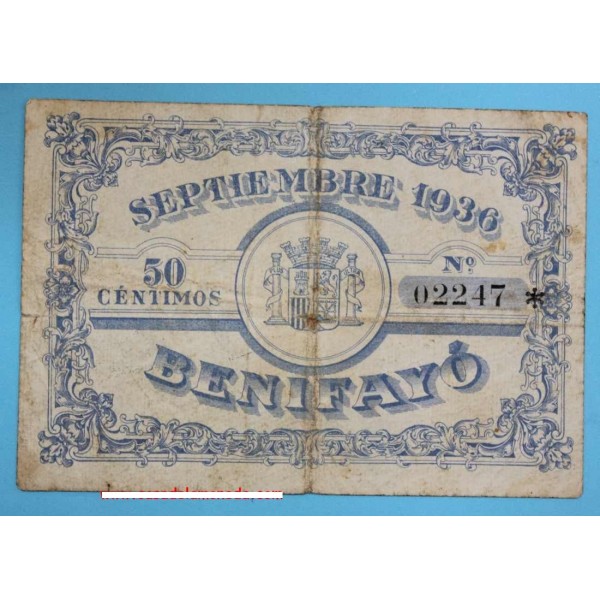 SEPTIEMBRE 1936
50
CÉNTIMOS
Nº
02247 *
BENIFAYÓ